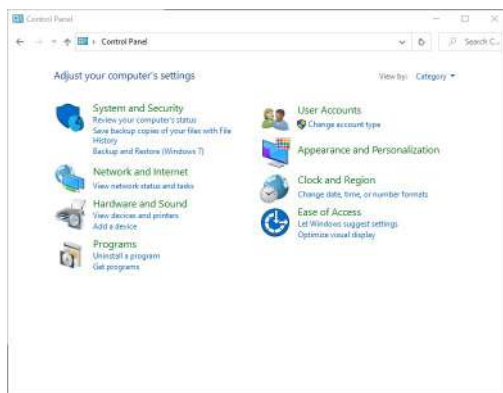 Control Panel
Control Panel
Search C...
Adjust your computer's settings
View by: Category
System and Security
Review your computer's status
Save backup copies of your files with File
History
Backup and Restore (Windows 7)
Network and Internet
View network status and tasks
Hardware and Sound
View devices and printers
Add a device
Programs
Uninstall a program
Get programs
User Accounts
Change account type
Appearance and Personalization
Clock and Region
Change date, time, or number formats
Ease of Access
Let Windows suggest settings
Optimize visual display